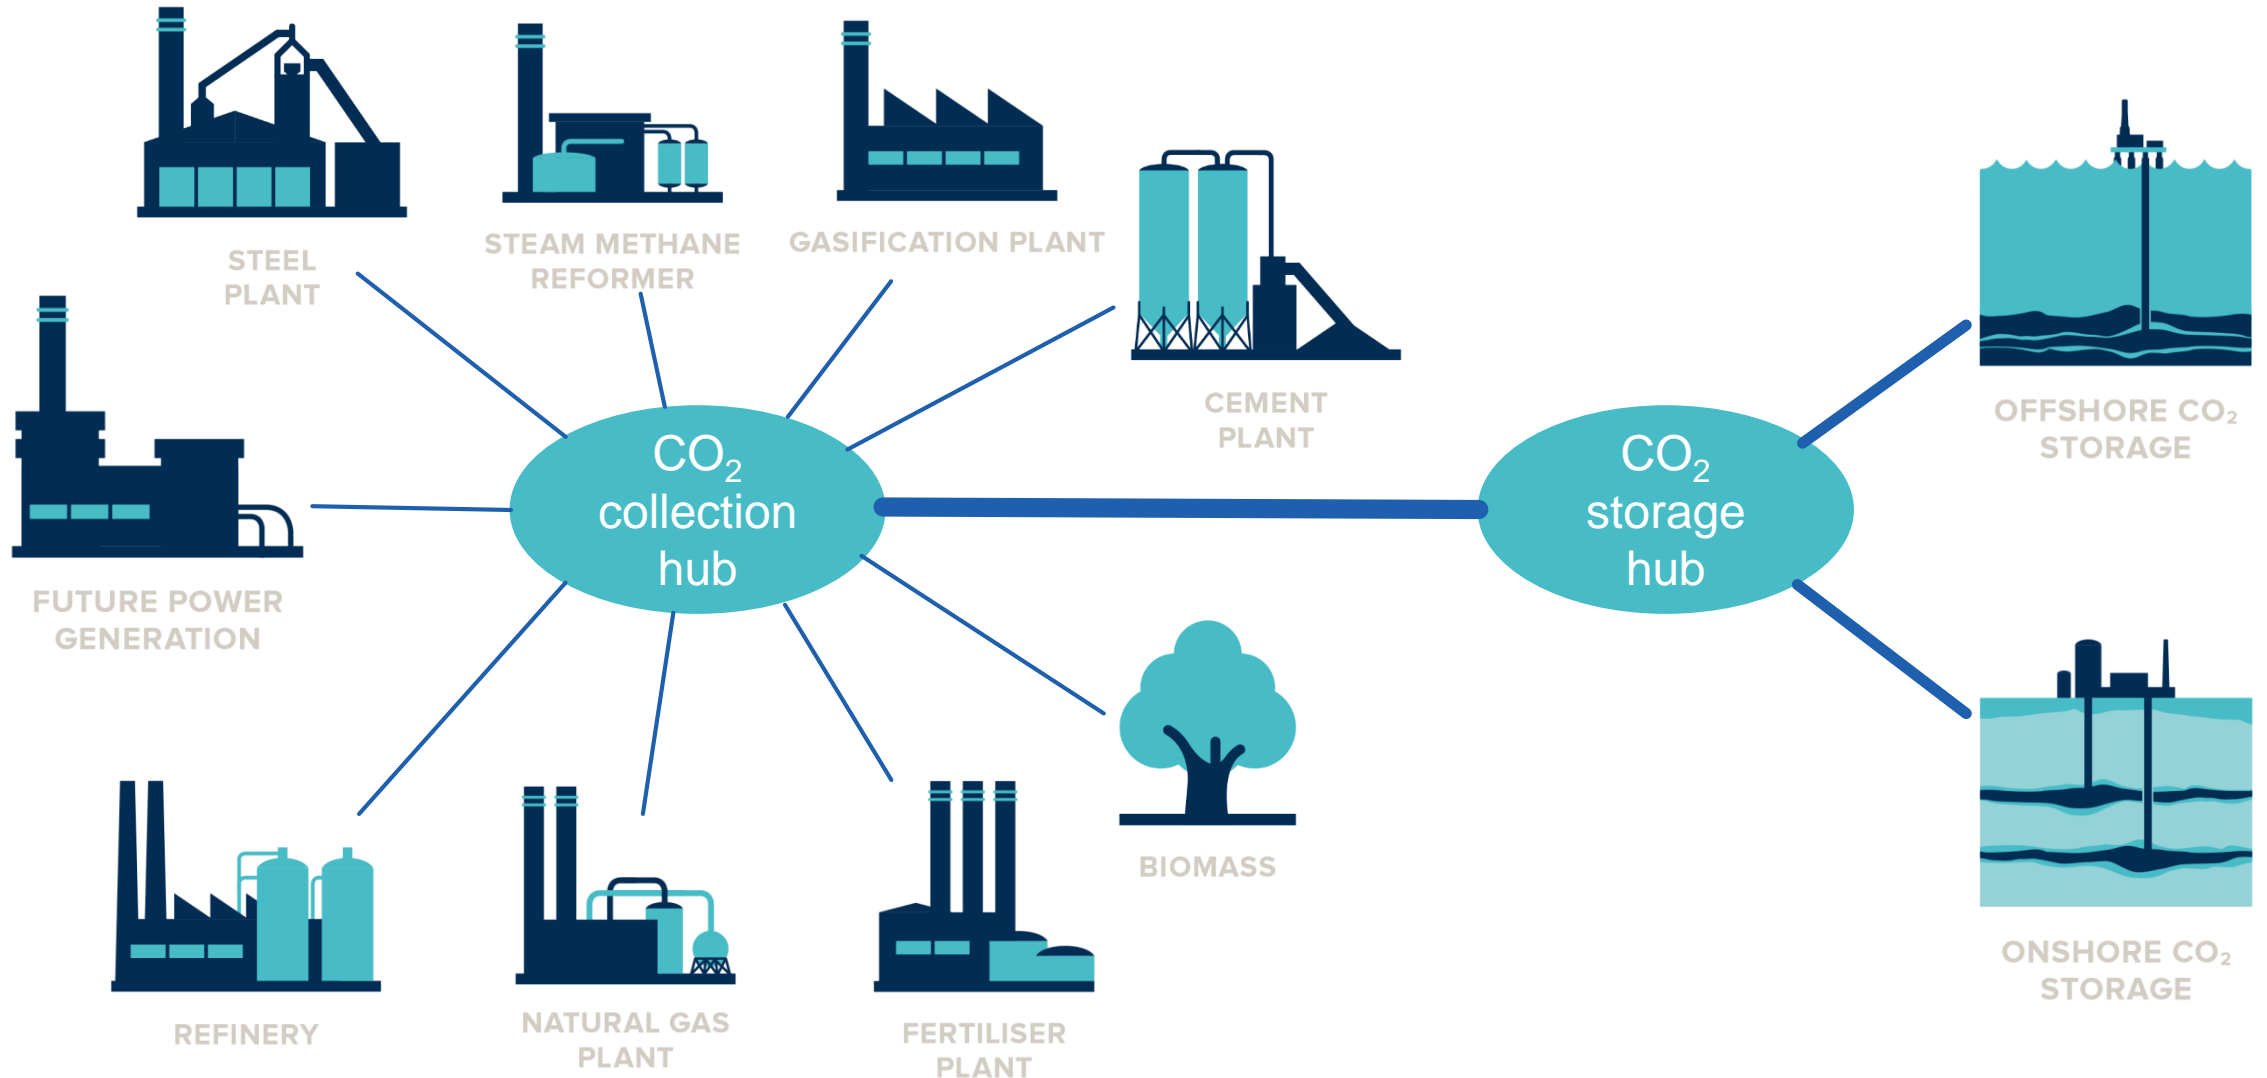 STEEL
PLANT
STEAM METHANE
REFORMER
GASIFICATION PLANT
CEMENT
PLANT
OFFSHORE CO₂
STORAGE
CO₂
collection
hub
CO₂
storage
hub
FUTURE POWER
GENERATION
BIOMASS
ONSHORE CO₂
STORAGE
REFINERY
NATURAL GAS
PLANT
FERTILISER
PLANT